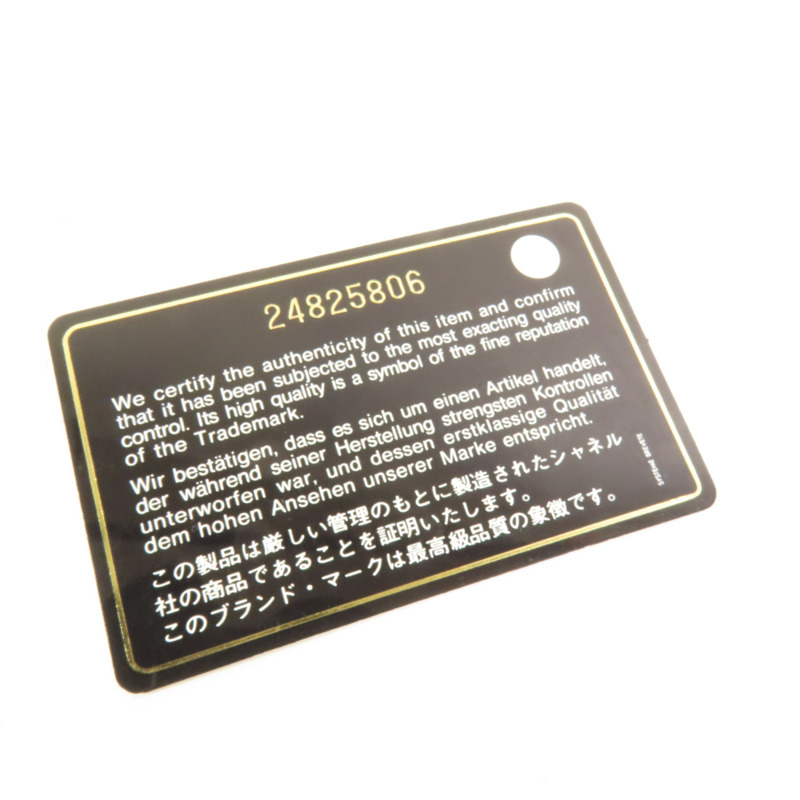 24825806
We certify the authenticity of this item and confirm
that it has been subjected to the most exacting quality
control. Its high quality is a symbol of the fine reputation
of the Trademark.
Wir bestätigen, dass es sich um einen Artikel handelt,
der während seiner Herstellung strengsten Kontrollen
unterworfen war, und dessen erstklassige Qualität
dem hohen Ansehen unserer Marke entspricht.
この製品は厳しい管理のもとに製造されたシャネル
社の商品であることを証明いたします。
このブランド・マークは最高級品質の象徴です。